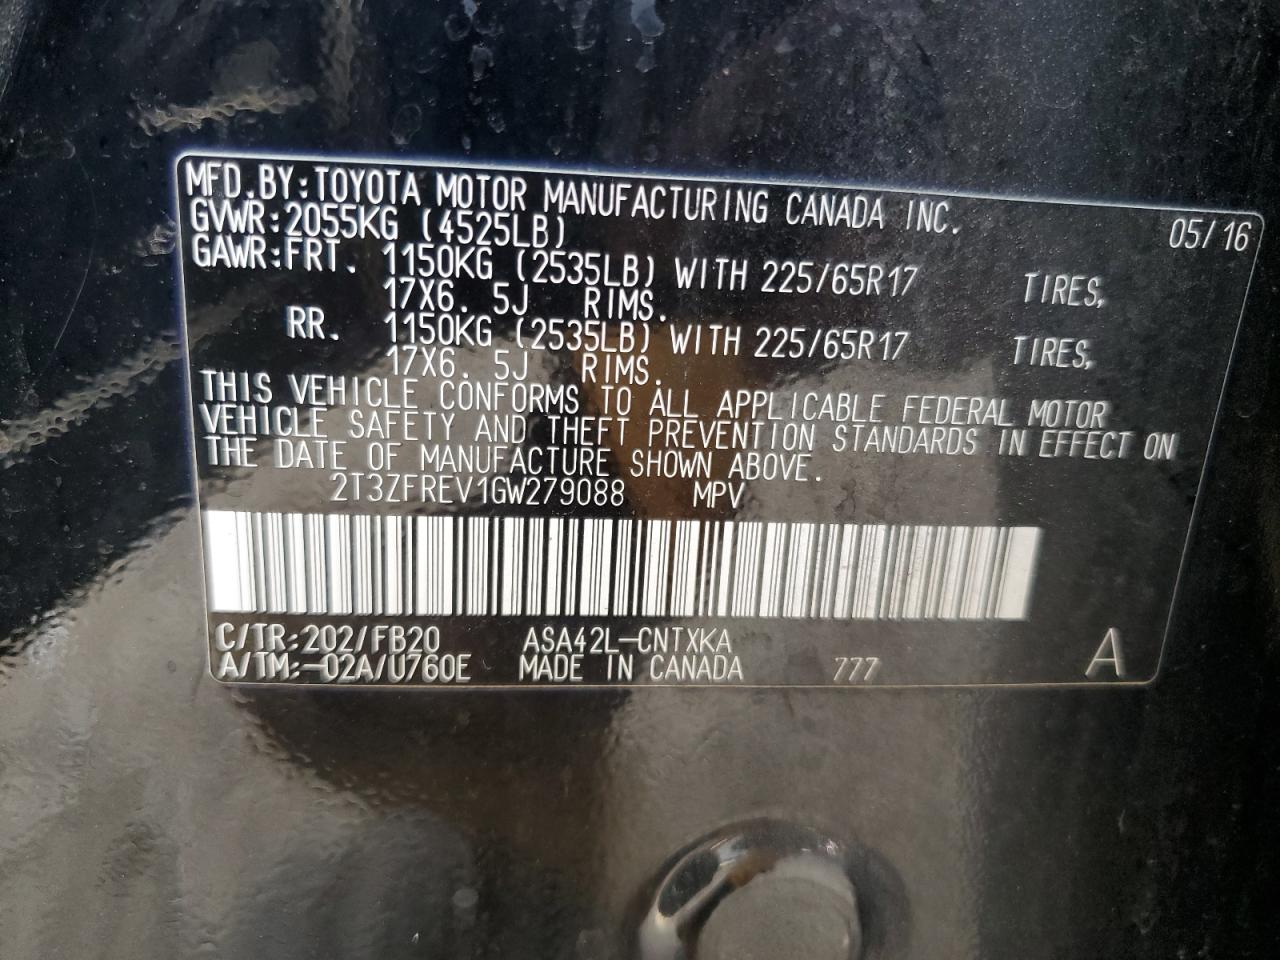 MFD.BY:TOYOTA MOTOR MANUFACTURING CANADA INC.
05/16
GVWR:2055KG (4525LB)
GAWR:FRT. 1150KG (2535LB) WITH 225/65R17 TIRES,
17X6. 5J RIMS.
RR. 1150KG (2535LB) WITH 225/65R17 TIRES,
17X6. 5J RIMS.
THIS VEHICLE CONFORMS TO ALL APPLICABLE FEDERAL MOTOR
VEHICLE SAFETY AND THEFT PREVENTION STANDARDS IN EFFECT ON
THE DATE OF MANUFACTURE SHOWN ABOVE.
2T3ZFREV1GW279088 MPV
C/TR:202/FB20 ASA42L-CNTXKA
A/TM:-02A/U760E MADE IN CANADA 777 A